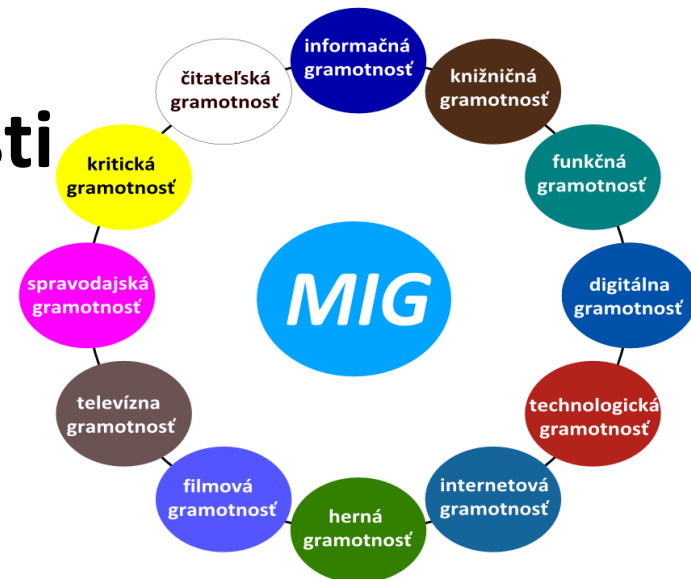 informačná
gramotnosť
knižničná
gramotnosť
funkčná
gramotnosť
digitálna
gramotnosť
technologická
gramotnosť
internetová
gramotnosť
herná
gramotnosť
filmová
gramotnosť
televízna
gramotnosť
spravodajská
gramotnosť
kritická
gramotnosť
čitateľská
gramotnosť
MIG